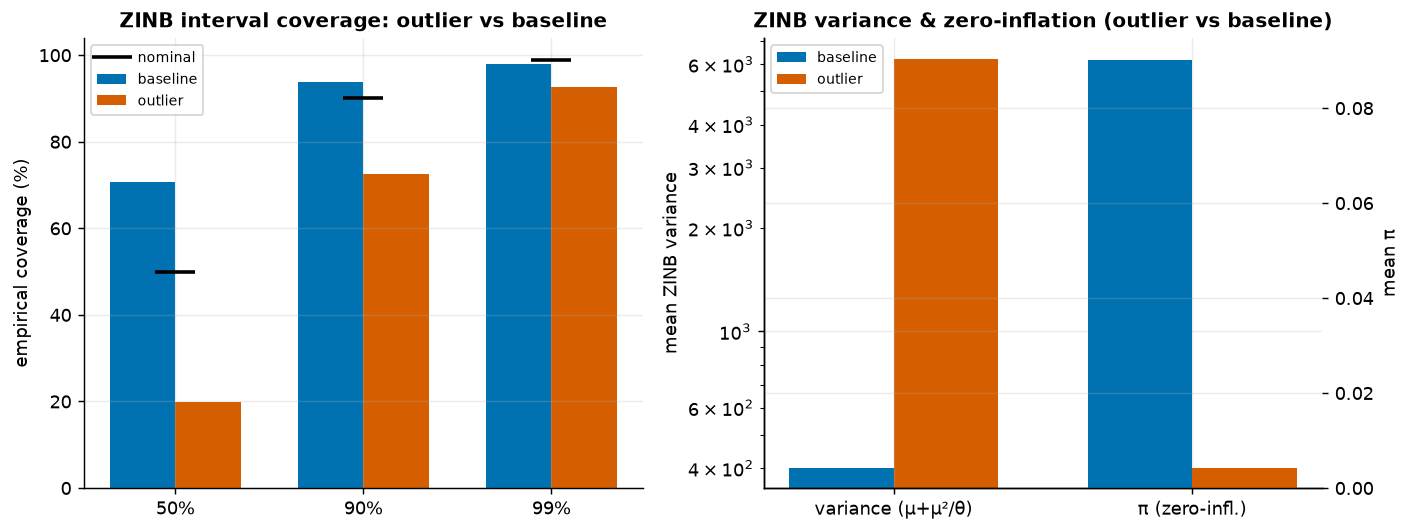 ZINB interval coverage: outlier vs baseline
nominal
baseline
outlier
empirical coverage (%)
100
80
60
40
20
0
50%
90%
99%
ZINB variance & zero-inflation (outlier vs baseline)
baseline
outlier
mean ZINB variance
6 × 10³
4 × 10³
3 × 10³
2 × 10³
10³
6 × 10²
4 × 10²
variance (μ+μ²/θ)
π (zero-infl.)
0.08
0.06
0.04
0.02
0.00
mean π